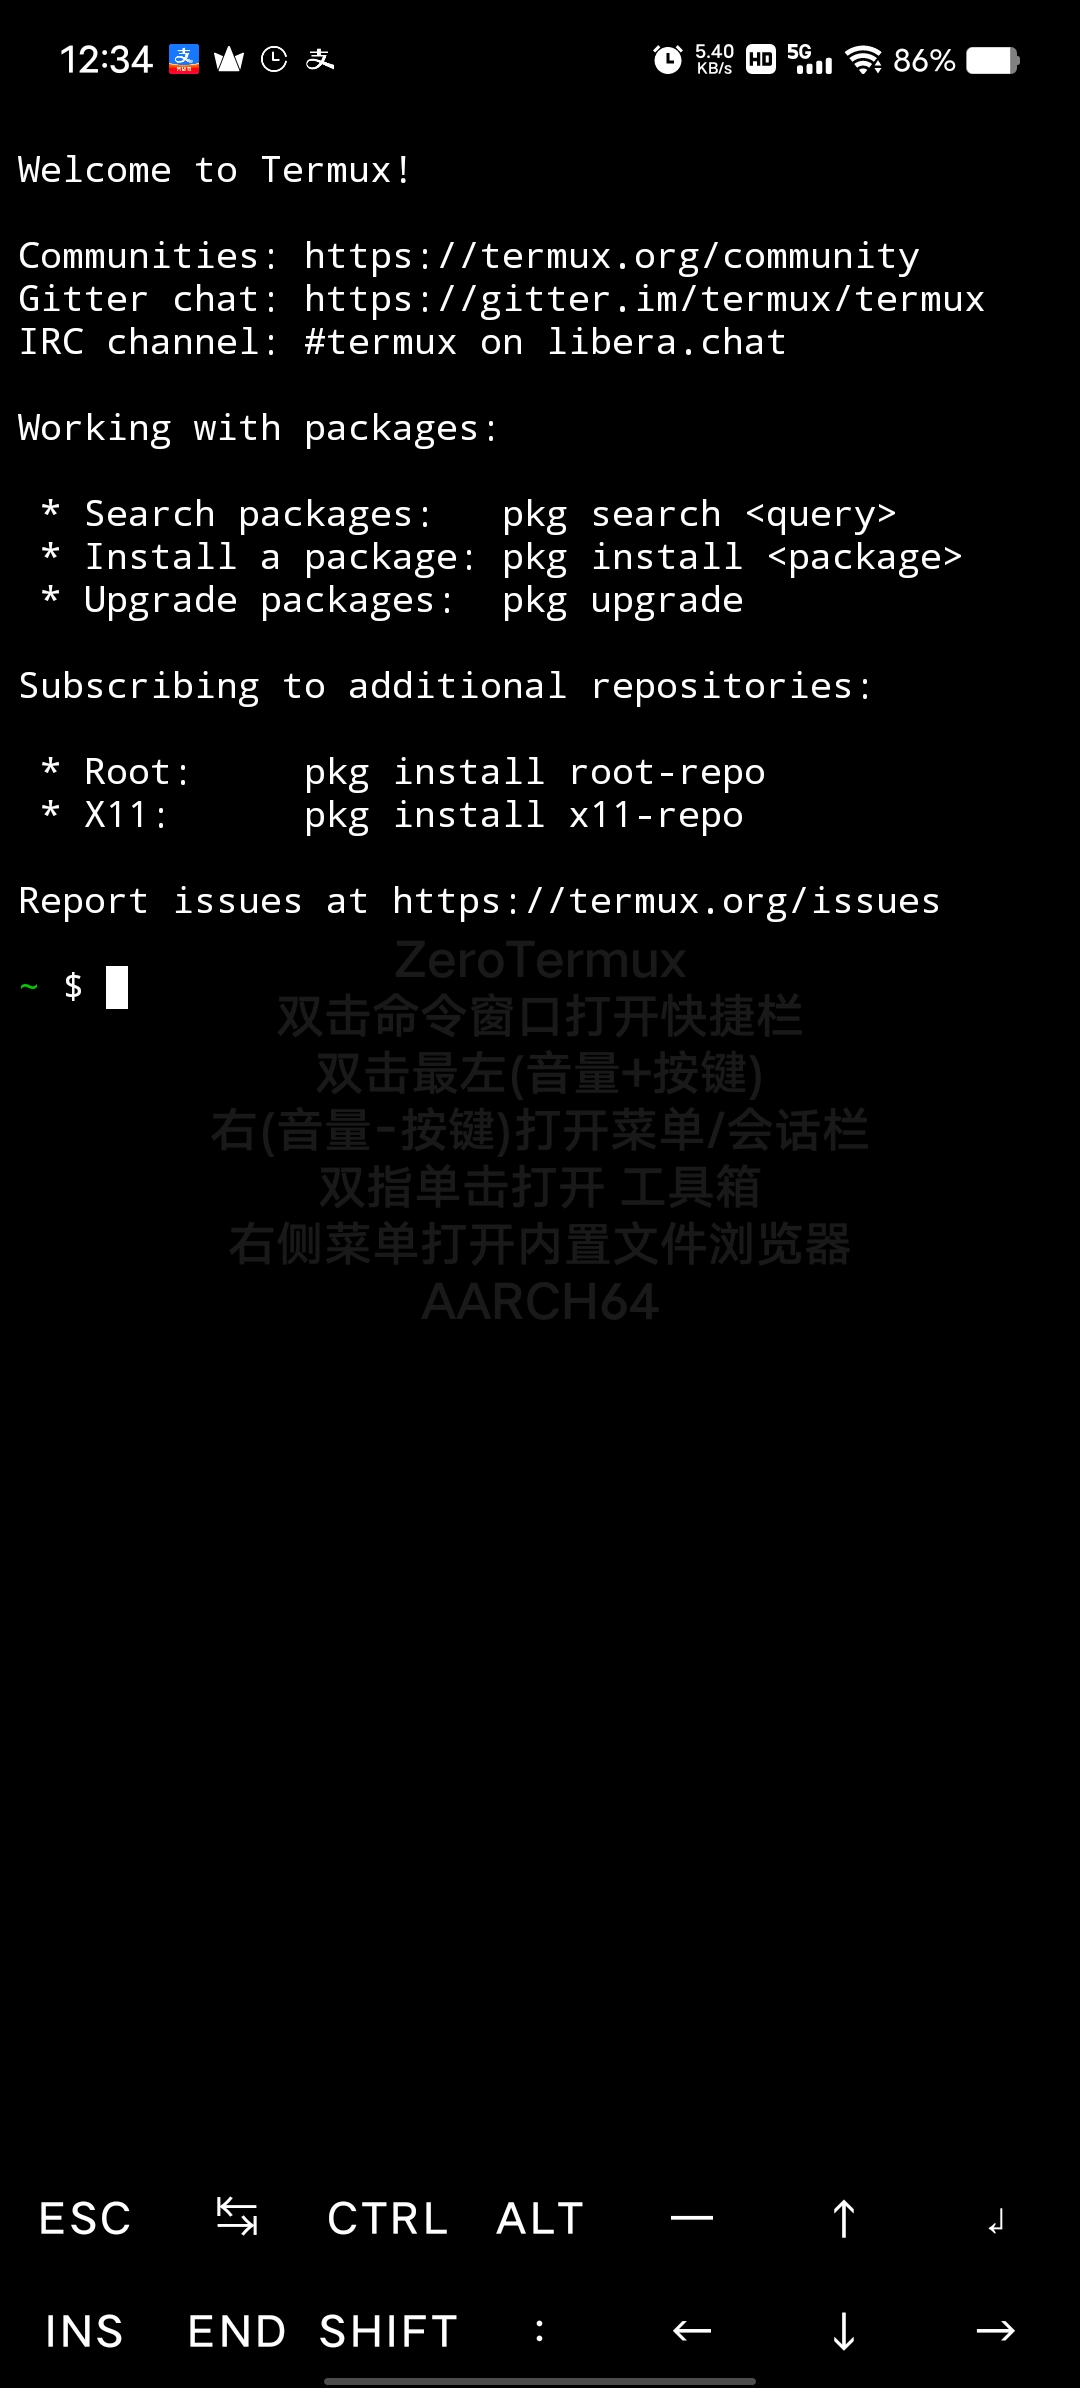 12:34 5.40 KB/s HD 5G 86%
Welcome to Termux!
Communities: https://termux.org/community
Gitter chat: https://gitter.im/termux/termux
IRC channel: #termux on libera.chat
Working with packages:
* Search packages:   pkg search <query>
* Install a package: pkg install <package>
* Upgrade packages:  pkg upgrade
Subscribing to additional repositories:
* Root:     pkg install root-repo
* X11:      pkg install x11-repo
Report issues at https://termux.org/issues
~ $
ZeroTermux
双击命令窗口打开快捷栏
双击最左(音量+按键)
右(音量-按键)打开菜单/会话栏
双指单击打开 工具箱
右侧菜单打开内置文件浏览器
AARCH64
ESC ↹ CTRL ALT — ↑ ↲
INS END SHIFT : ← ↓ →